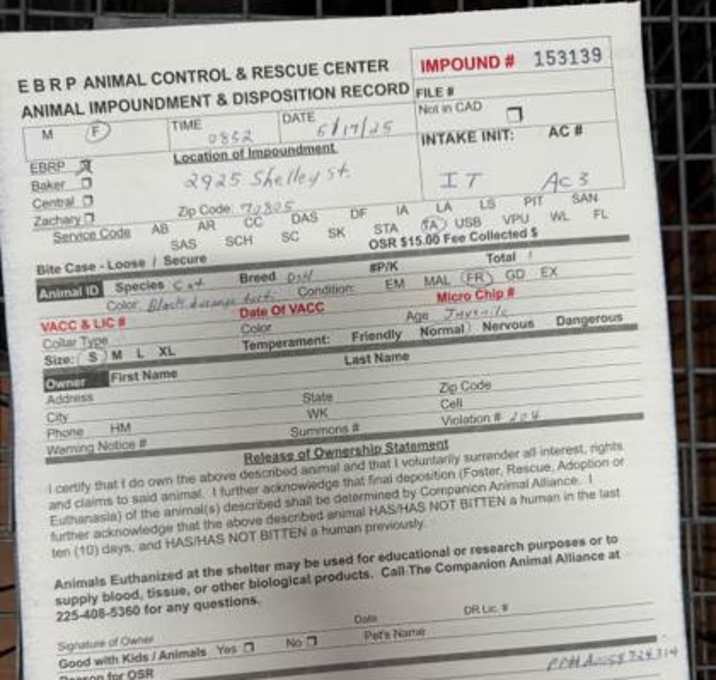 EBRP ANIMAL CONTROL & RESCUE CENTER
IMPOUND # 153139
ANIMAL IMPOUNDMENT & DISPOSITION RECORD
FILE #
M F TIME 0852 DATE 5/17/25
Not in CAD
EBRP Location of Impoundment
INTAKE INIT: AC #
Baker 2925 Shelley St.
IT AC3
Central
Zachary Zip Code: 70805
Service Code AB AR CC DAS DF IA LA LS PIT SAN
SAS SCH SC SK STA TA USB VPU WL FL
Bite Case - Loose / Secure OSR $15.00 Fee Collected $
Animal ID Species Cat Breed DSH #P/K Total 1
Color: Black Condition: EM MAL FR GD EX
VACC & LIC # Date Of VACC Micro Chip #
Collar Type Color Age Juvenile
Size: S M L XL Temperament: Friendly Normal Nervous Dangerous
Owner First Name Last Name
Address State Zip Code
City WK Cell
Phone HM Summons # Violation # 204
Warning Notice #
Release of Ownership Statement
I certify that I do own the above described animal and that I voluntarily surrender all interest, rights
and claims to said animal. I further acknowledge that final deposition (Foster, Rescue, Adoption or
Euthanasia) of the animal(s) described shall be determined by Companion Animal Alliance. I
further acknowledge that the above described animal HAS/HAS NOT BITTEN a human in the last
ten (10) days, and HAS/HAS NOT BITTEN a human previously.
Animals Euthanized at the shelter may be used for educational or research purposes or to
supply blood, tissue, or other biological products. Call The Companion Animal Alliance at
225-408-5360 for any questions.
Signature of Owner Date DR Lic. #
Good with Kids / Animals Yes No Pet's Name
Reason for OSR